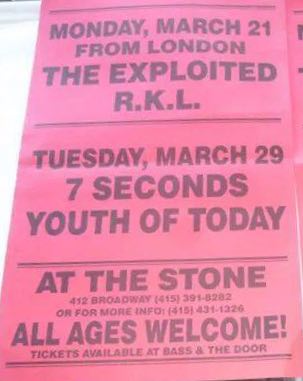 MONDAY, MARCH 21
FROM LONDON
THE EXPLOITED
R.K.L.
TUESDAY, MARCH 29
7 SECONDS
YOUTH OF TODAY
AT THE STONE
412 BROADWAY (415) 391-8282
OR FOR MORE INFO: (415) 431-1326
ALL AGES WELCOME!
TICKETS AVAILABLE AT BASS & THE DOOR